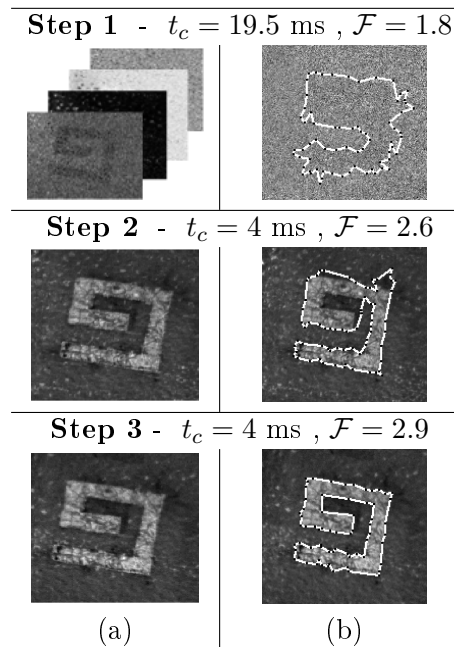 Step 1 - t_c = 19.5 ms , F = 1.8
Step 2 - t_c = 4 ms , F = 2.6
Step 3 - t_c = 4 ms , F = 2.9
(a) (b)